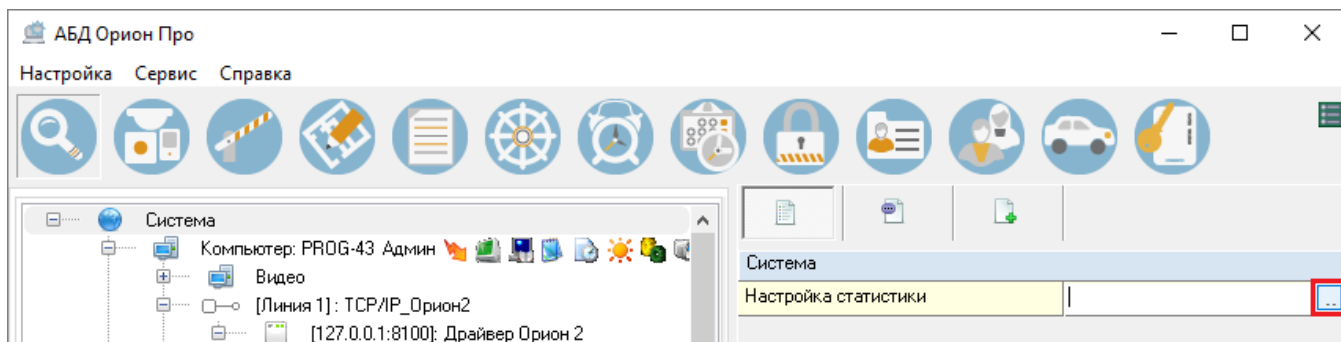 АБД Орион Про
Настройка Сервис Справка
Система
Компьютер: PROG-43 Админ
Видео
[Линия 1] : TCP/IP_Орион2
[127.0.0.1:8100]: Драйвер Орион 2
Система
Настройка статистики
..